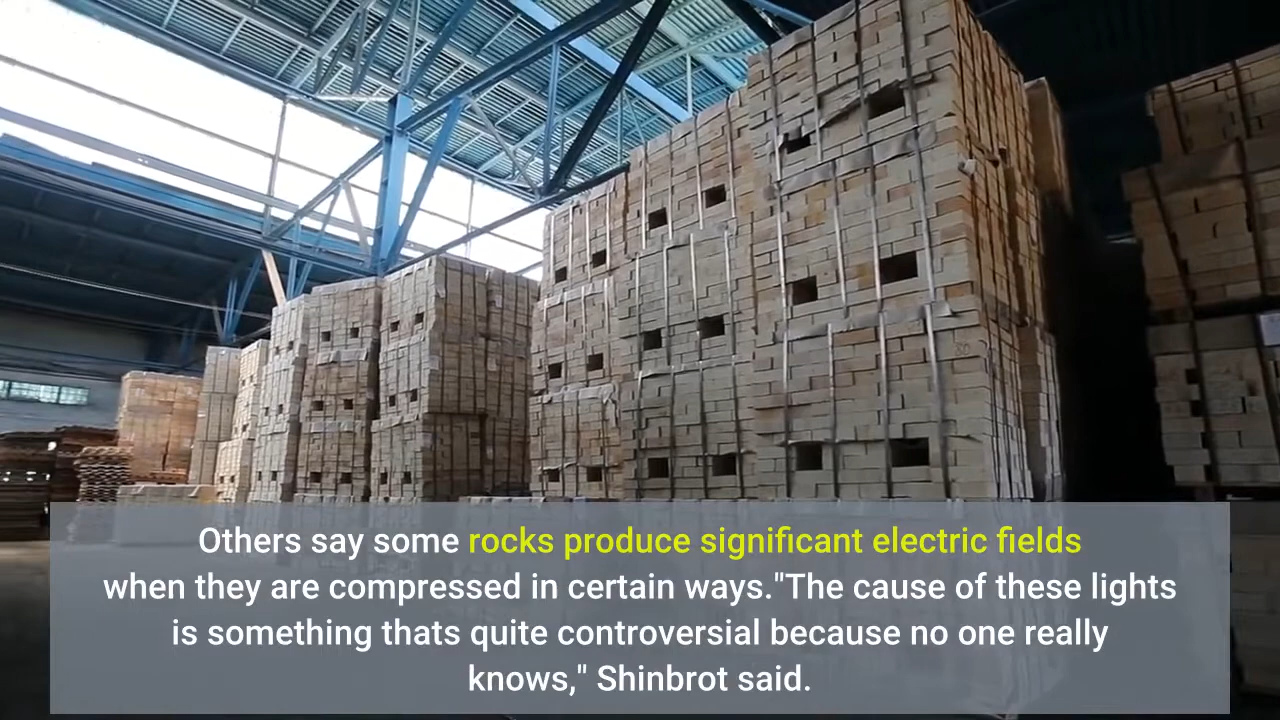 Others say some rocks produce significant electric fields
when they are compressed in certain ways."The cause of these lights
is something thats quite controversial because no one really
knows," Shinbrot said.